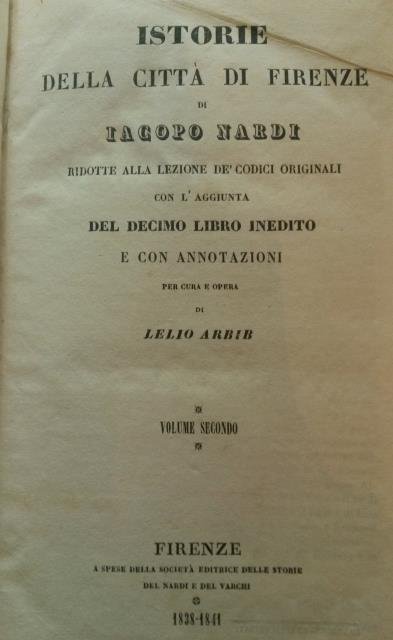 ISTORIE
DELLA CITTÀ DI FIRENZE
DI
IACOPO NARDI
RIDOTTE ALLA LEZIONE DE' CODICI ORIGINALI
CON L'AGGIUNTA
DEL DECIMO LIBRO INEDITO
E CON ANNOTAZIONI
PER CURA E OPERA
DI
LELIO ARBIB
VOLUME SECONDO
FIRENZE
A SPESE DELLA SOCIETÀ EDITRICE DELLE STORIE
DEL NARDI E DEL VARCHI
1838-1841